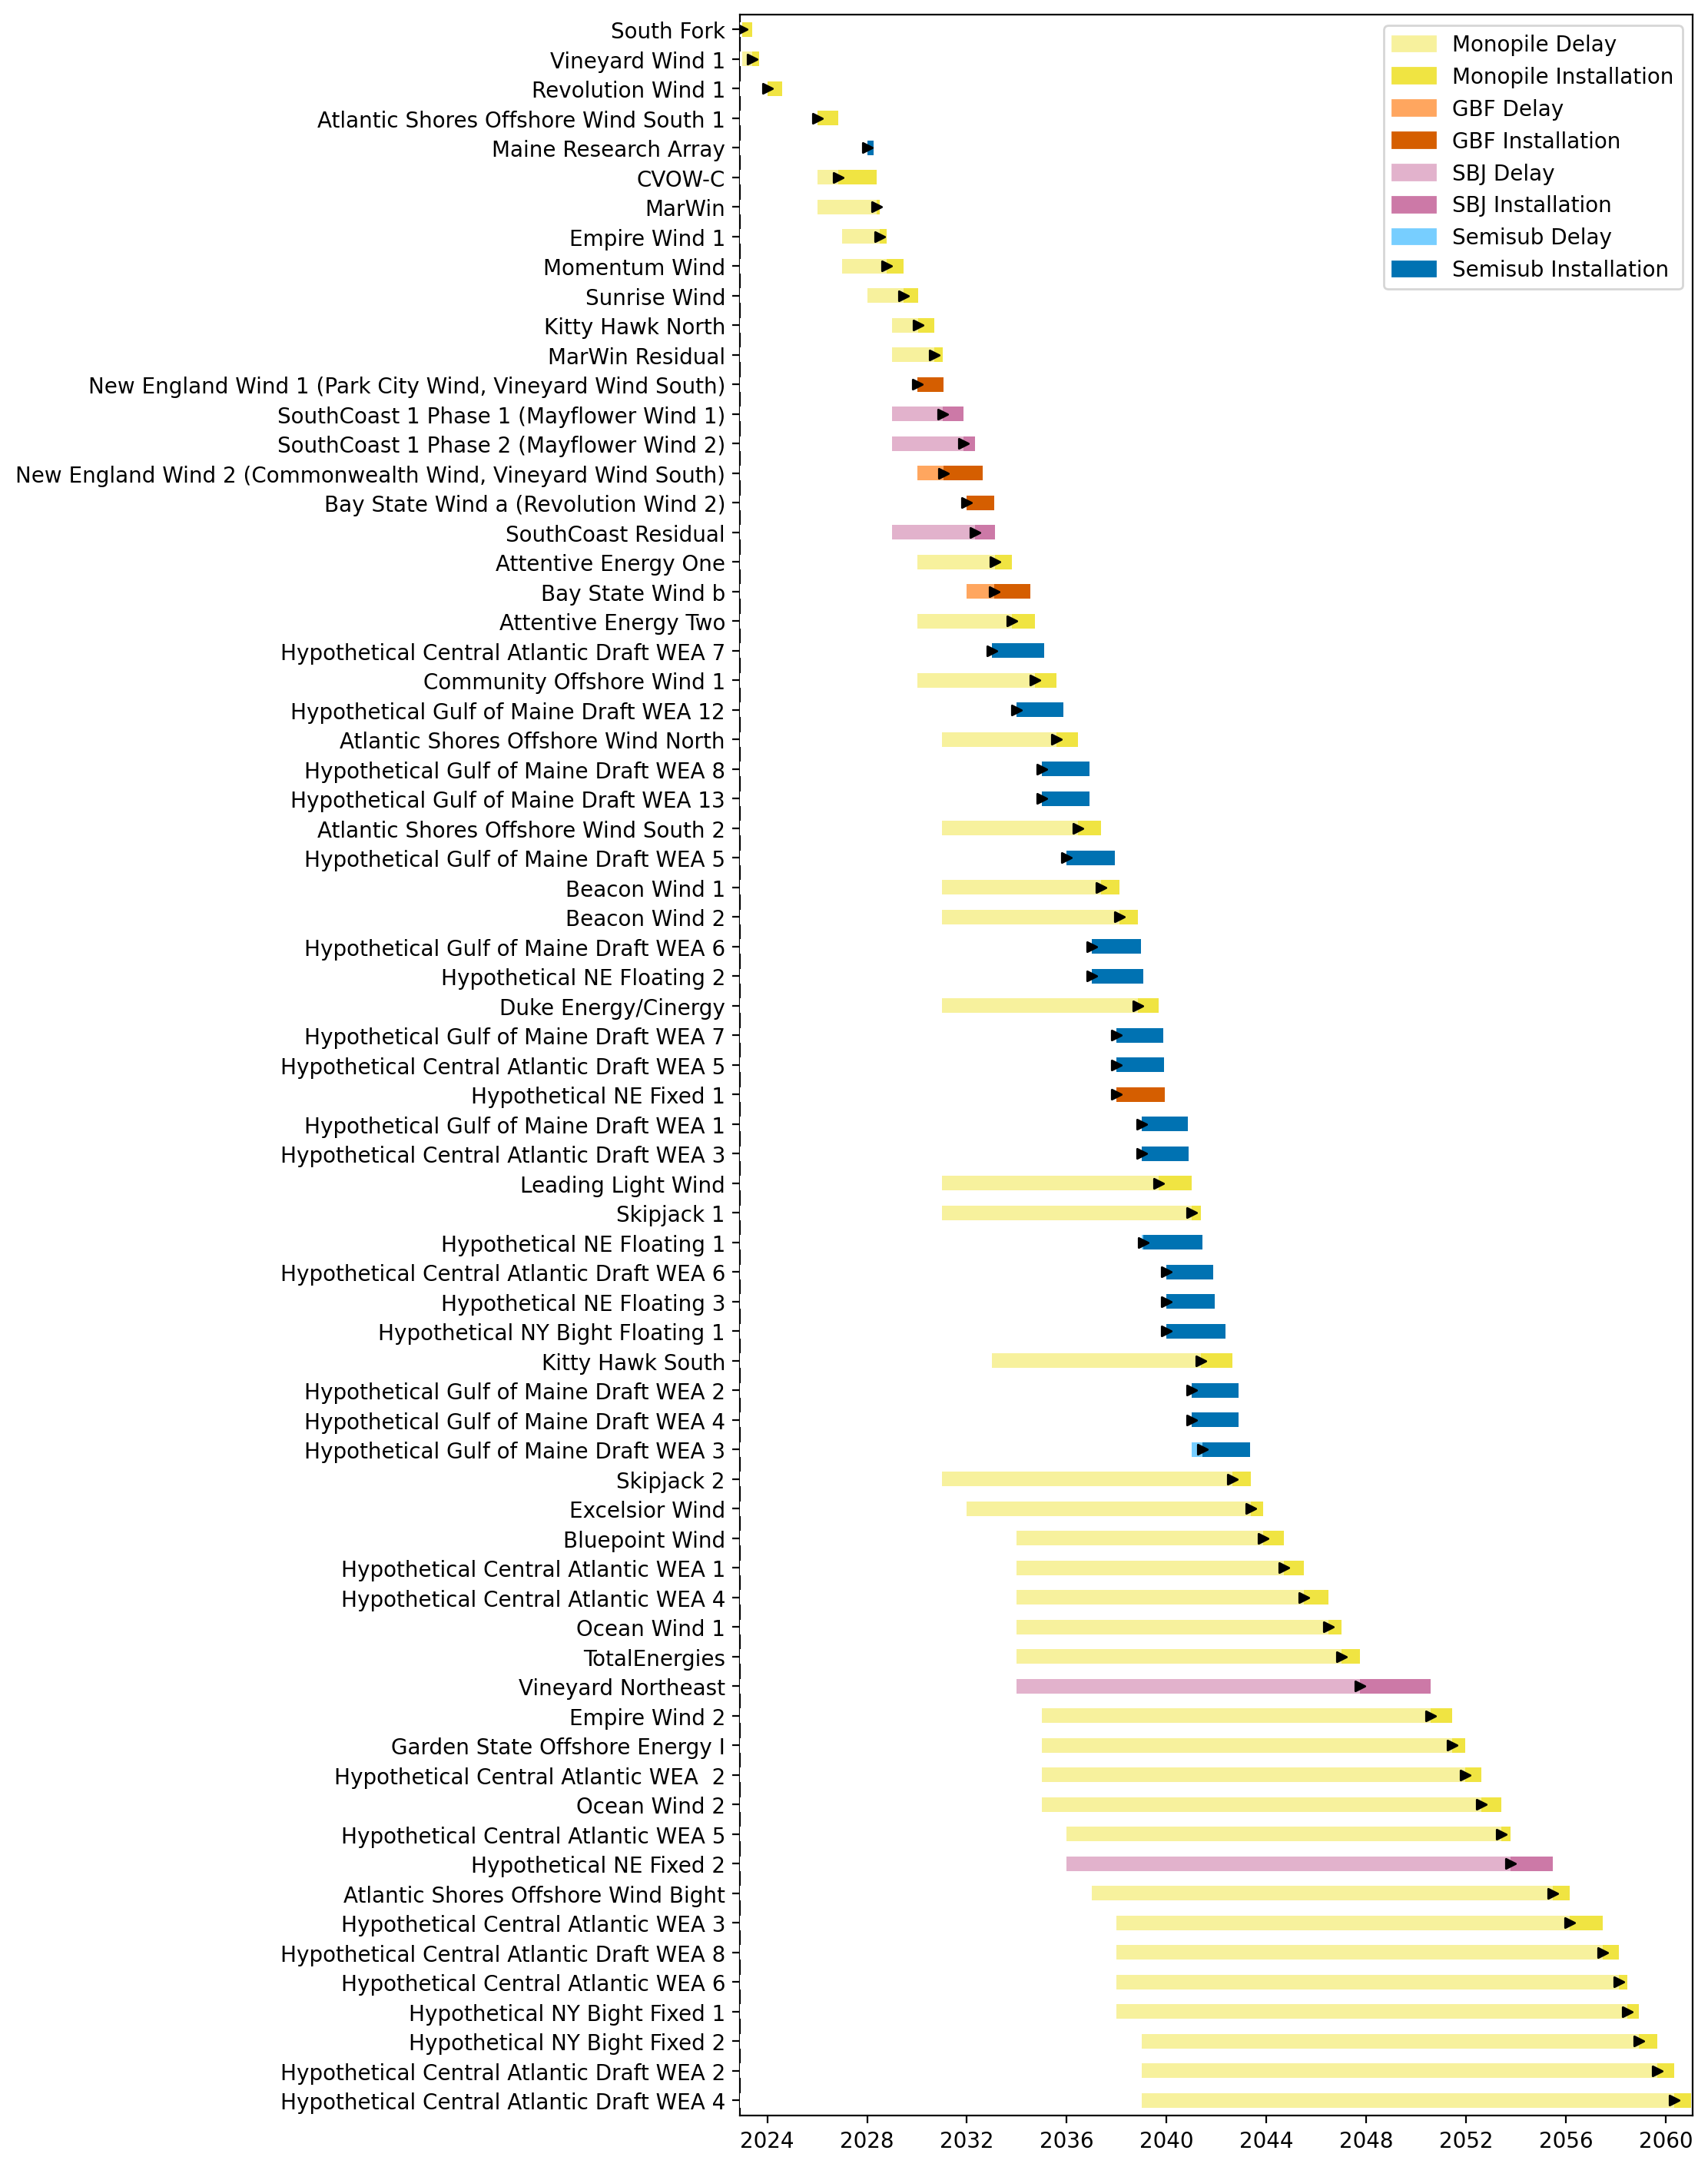 South Fork
Vineyard Wind 1
Revolution Wind 1
Atlantic Shores Offshore Wind South 1
Maine Research Array
CVOW-C
MarWin
Empire Wind 1
Momentum Wind
Sunrise Wind
Kitty Hawk North
MarWin Residual
New England Wind 1 (Park City Wind, Vineyard Wind South)
SouthCoast 1 Phase 1 (Mayflower Wind 1)
SouthCoast 1 Phase 2 (Mayflower Wind 2)
New England Wind 2 (Commonwealth Wind, Vineyard Wind South)
Bay State Wind a (Revolution Wind 2)
SouthCoast Residual
Attentive Energy One
Bay State Wind b
Attentive Energy Two
Hypothetical Central Atlantic Draft WEA 7
Community Offshore Wind 1
Hypothetical Gulf of Maine Draft WEA 12
Atlantic Shores Offshore Wind North
Hypothetical Gulf of Maine Draft WEA 8
Hypothetical Gulf of Maine Draft WEA 13
Atlantic Shores Offshore Wind South 2
Hypothetical Gulf of Maine Draft WEA 5
Beacon Wind 1
Beacon Wind 2
Hypothetical Gulf of Maine Draft WEA 6
Hypothetical NE Floating 2
Duke Energy/Cinergy
Hypothetical Gulf of Maine Draft WEA 7
Hypothetical Central Atlantic Draft WEA 5
Hypothetical NE Fixed 1
Hypothetical Gulf of Maine Draft WEA 1
Hypothetical Central Atlantic Draft WEA 3
Leading Light Wind
Skipjack 1
Hypothetical NE Floating 1
Hypothetical Central Atlantic Draft WEA 6
Hypothetical NE Floating 3
Hypothetical NY Bight Floating 1
Kitty Hawk South
Hypothetical Gulf of Maine Draft WEA 2
Hypothetical Gulf of Maine Draft WEA 4
Hypothetical Gulf of Maine Draft WEA 3
Skipjack 2
Excelsior Wind
Bluepoint Wind
Hypothetical Central Atlantic WEA 1
Hypothetical Central Atlantic WEA 4
Ocean Wind 1
TotalEnergies
Vineyard Northeast
Empire Wind 2
Garden State Offshore Energy I
Hypothetical Central Atlantic WEA  2
Ocean Wind 2
Hypothetical Central Atlantic WEA 5
Hypothetical NE Fixed 2
Atlantic Shores Offshore Wind Bight
Hypothetical Central Atlantic WEA 3
Hypothetical Central Atlantic Draft WEA 8
Hypothetical Central Atlantic WEA 6
Hypothetical NY Bight Fixed 1
Hypothetical NY Bight Fixed 2
Hypothetical Central Atlantic Draft WEA 2
Hypothetical Central Atlantic Draft WEA 4
Monopile Delay
Monopile Installation
GBF Delay
GBF Installation
SBJ Delay
SBJ Installation
Semisub Delay
Semisub Installation
2024 2028 2032 2036 2040 2044 2048 2052 2056 2060